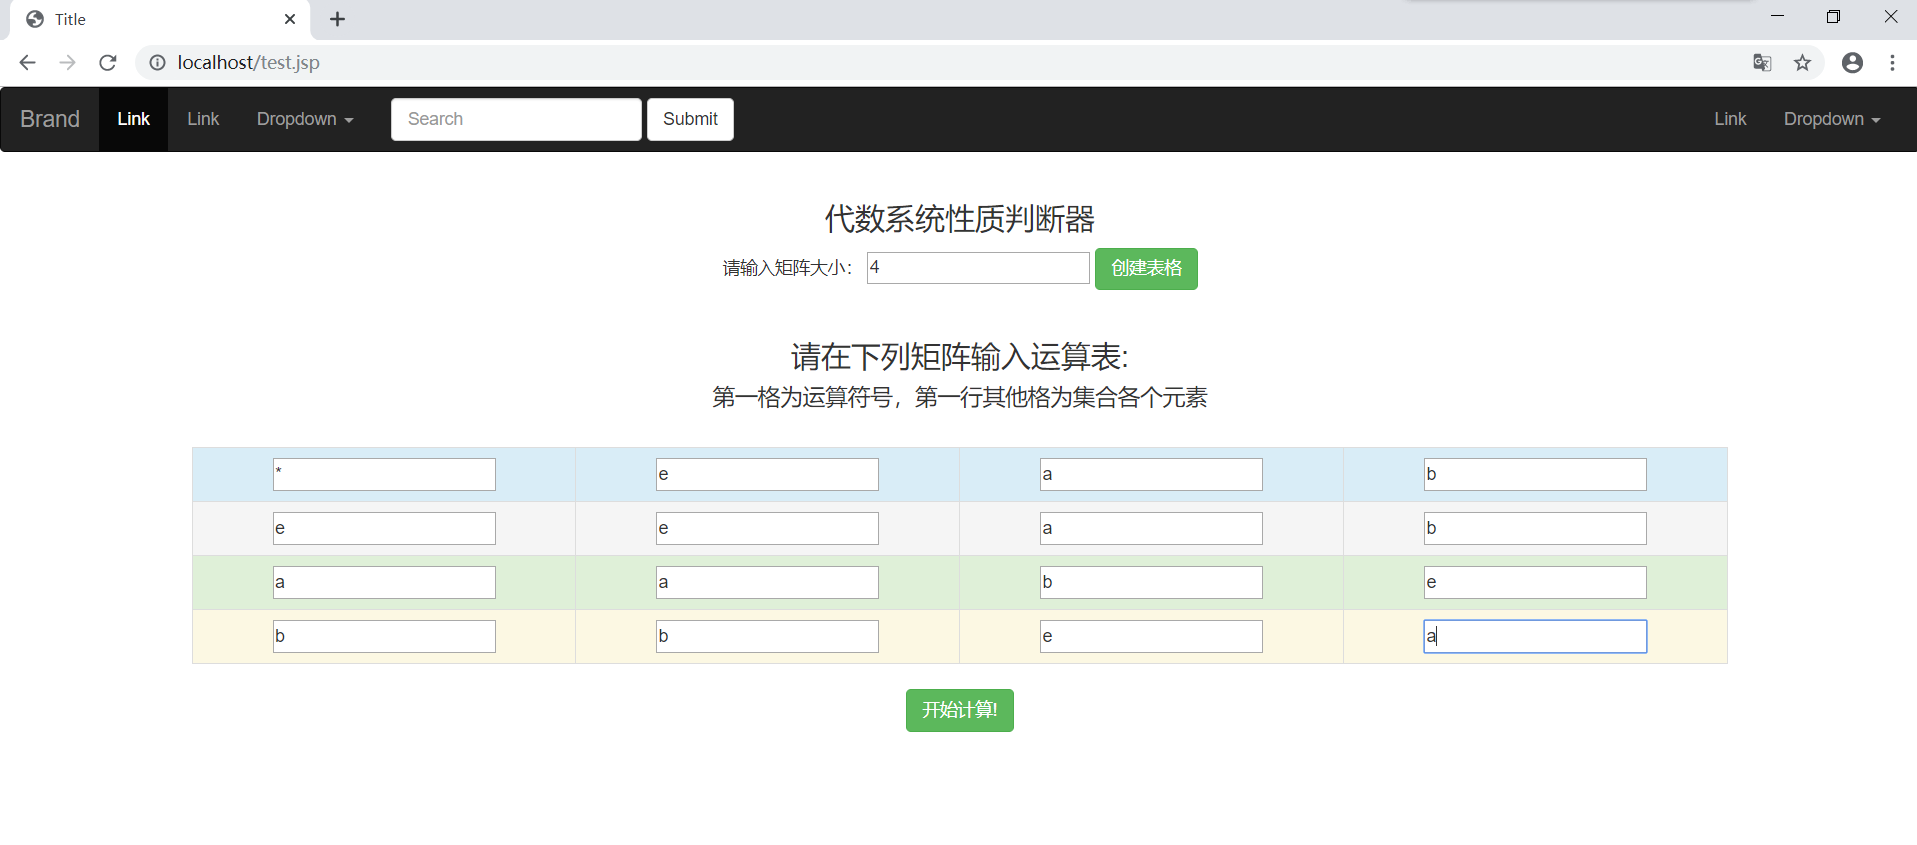 Title
localhost/test.jsp
Brand Link Link Dropdown Search Submit Link Dropdown
代数系统性质判断器
请输入矩阵大小： 4 创建表格
请在下列矩阵输入运算表:
第一格为运算符号，第一行其他格为集合各个元素
* e a b
e e a b
a a b e
b b e a
开始计算!